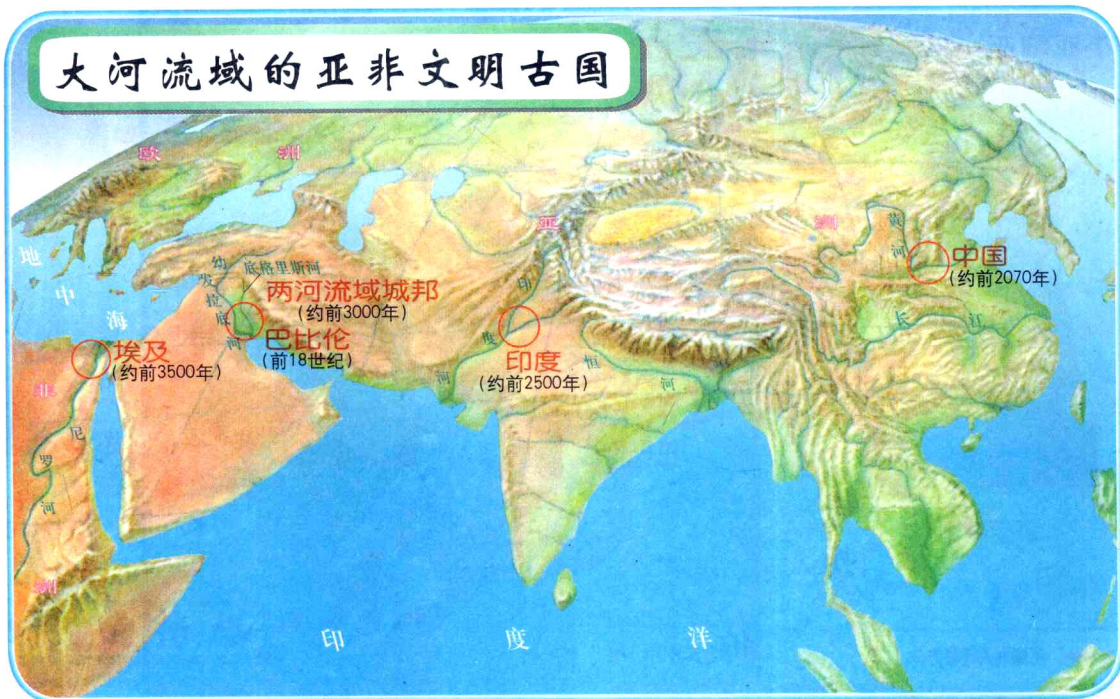 大河流域的亚非文明古国
欧洲
亚洲
非洲
地中海
幼发拉底河
底格里斯河
两河流域城邦
(约前3000年)
巴比伦
(前18世纪)
埃及
(约前3500年)
尼罗河
印度河
印度
(约前2500年)
恒河
黄河
中国
(约前2070年)
长江
印度洋